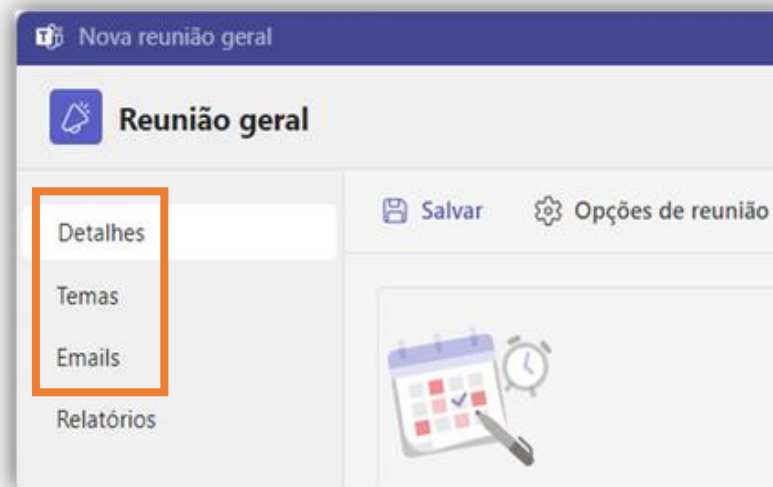 Nova reunião geral
Reunião geral
Detalhes
Salvar Opções de reunião
Temas
Emails
Relatórios